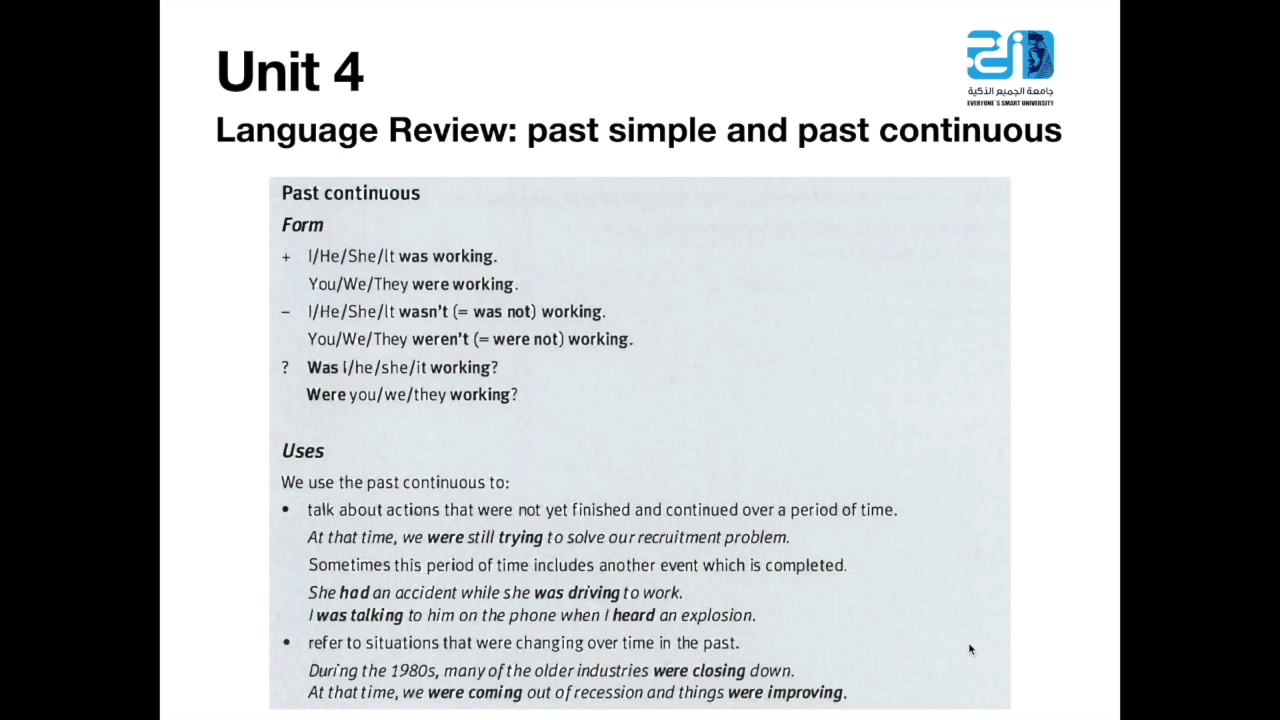 Unit 4
جامعة الجميع الذكية
EVERYONE`S SMART UNIVERSITY
Language Review: past simple and past continuous
Past continuous
Form
+ I/He/She/It was working.
You/We/They were working.
– I/He/She/It wasn't (= was not) working.
You/We/They weren't (= were not) working.
? Was I/he/she/it working?
Were you/we/they working?
Uses
We use the past continuous to:
• talk about actions that were not yet finished and continued over a period of time.
At that time, we were still trying to solve our recruitment problem.
Sometimes this period of time includes another event which is completed.
She had an accident while she was driving to work.
I was talking to him on the phone when I heard an explosion.
• refer to situations that were changing over time in the past.
During the 1980s, many of the older industries were closing down.
At that time, we were coming out of recession and things were improving.